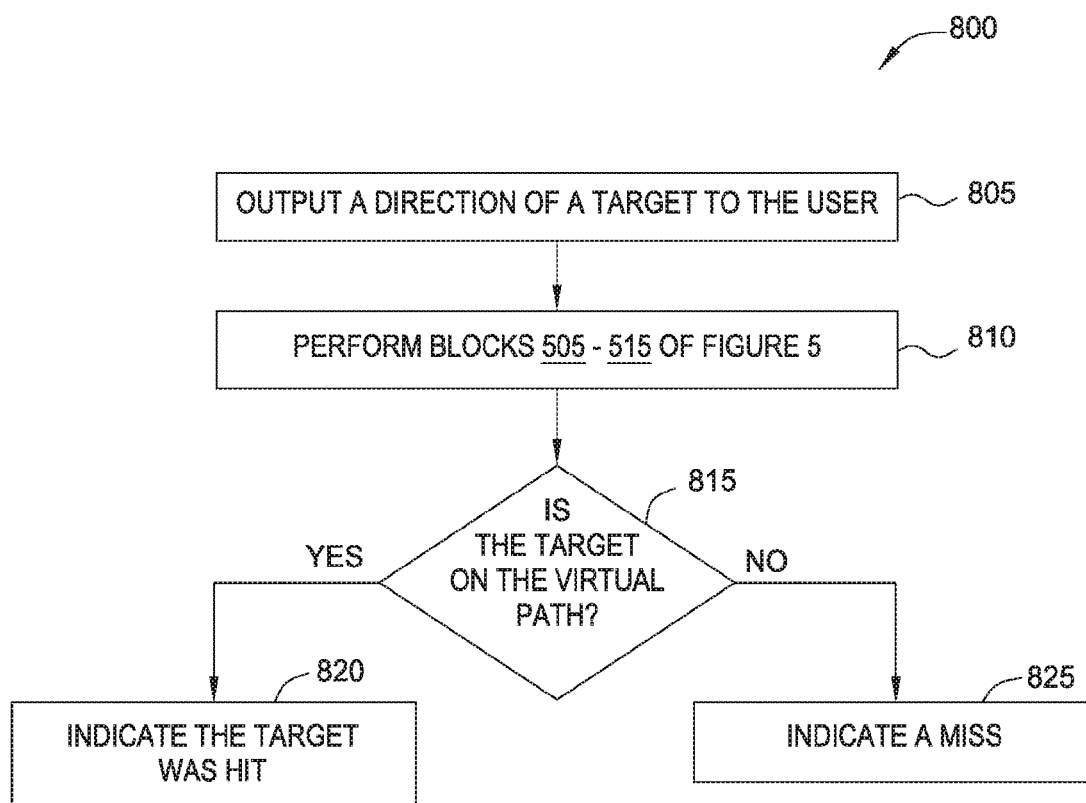 800
OUTPUT A DIRECTION OF A TARGET TO THE USER
805
PERFORM BLOCKS 505 - 515 OF FIGURE 5
810
IS
THE TARGET
ON THE VIRTUAL
PATH?
815
YES
NO
820
INDICATE THE TARGET
WAS HIT
825
INDICATE A MISS